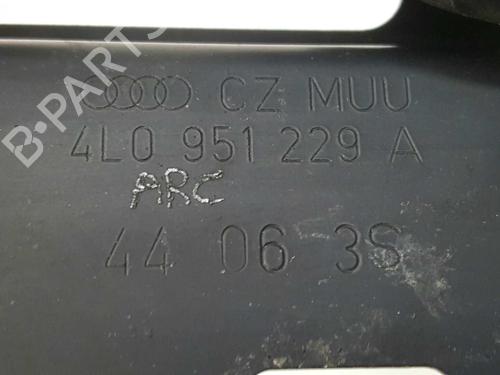 B-PARTS
CZ MUU
4L0 951 229 A
ARC
44 06 3S